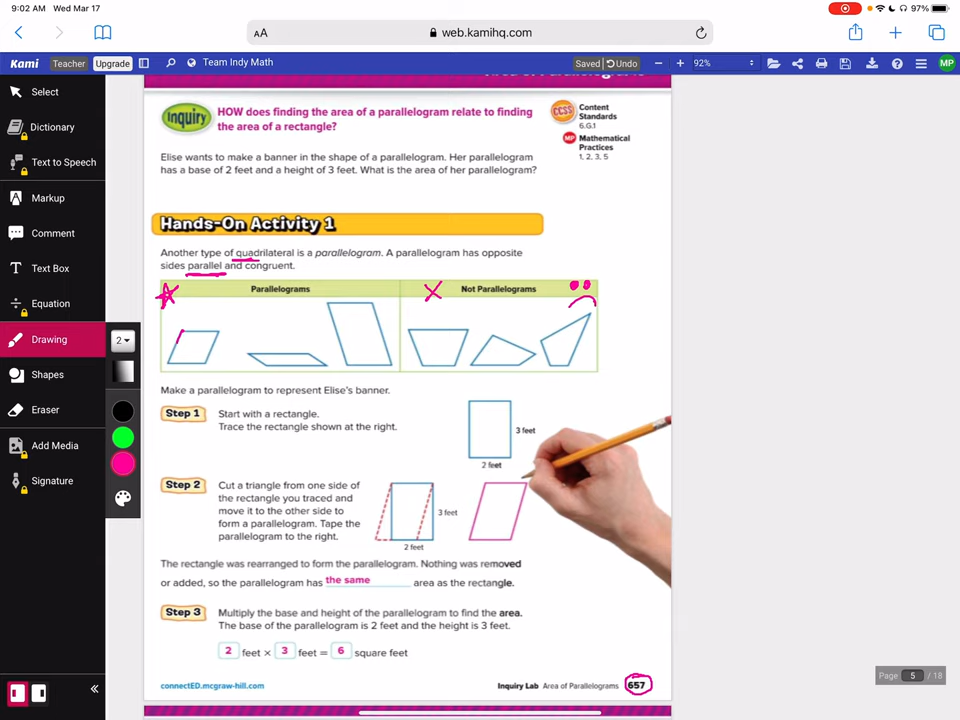 9:02 AM Wed Mar 17
97%
AA
web.kamihq.com
Kami
Teacher
Upgrade
Team Indy Math
Saved
Undo
92%
MP
Select
Dictionary
Text to Speech
Markup
Comment
Text Box
Equation
Drawing
2
Shapes
Eraser
Add Media
Signature
Inquiry
HOW does finding the area of a parallelogram relate to finding
the area of a rectangle?
CCSS
Content
Standards
6.G.1
MP
Mathematical
Practices
1, 2, 3, 5
Elise wants to make a banner in the shape of a parallelogram. Her parallelogram
has a base of 2 feet and a height of 3 feet. What is the area of her parallelogram?
Hands-On Activity 1
Another type of quadrilateral is a parallelogram. A parallelogram has opposite
sides parallel and congruent.
Parallelograms
Not Parallelograms
Make a parallelogram to represent Elise's banner.
Step 1
Start with a rectangle.
Trace the rectangle shown at the right.
3 feet
2 feet
Step 2
Cut a triangle from one side of
the rectangle you traced and
move it to the other side to
form a parallelogram. Tape the
parallelogram to the right.
3 feet
2 feet
The rectangle was rearranged to form the parallelogram. Nothing was removed
or added, so the parallelogram has the same area as the rectangle.
Step 3
Multiply the base and height of the parallelogram to find the area.
The base of the parallelogram is 2 feet and the height is 3 feet.
2 feet × 3 feet = 6 square feet
connectED.mcgraw-hill.com
Inquiry Lab Area of Parallelograms 657
Page 5 / 18